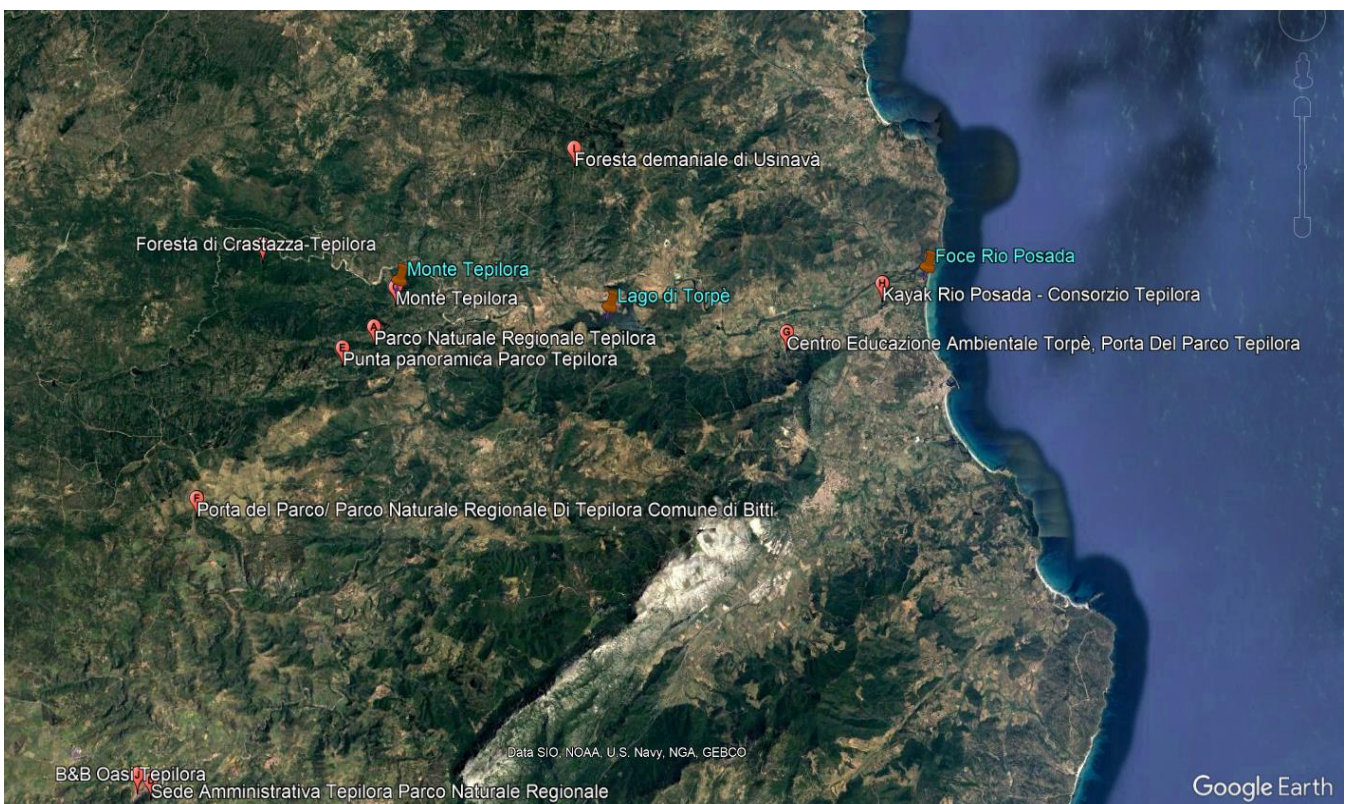 Foresta demaniale di Usinavà
Foresta di Crastazza-Tepilora
Foce Rio Posada
Monte Tepilora
Monte Tepilora
Lago di Torpè
Kayak Rio Posada - Consorzio Tepilora
A
Parco Naturale Regionale Tepilora
G
Centro Educazione Ambientale Torpè, Porta Del Parco Tepilora
E
Punta panoramica Parco Tepilora
F
Porta del Parco/ Parco Naturale Regionale Di Tepilora Comune di Bitti.
Data SIO, NOAA, U.S. Navy, NGA, GEBCO
B&B Oasi Tepilora
Sede Amministrativa Tepilora Parco Naturale Regionale
Google Earth